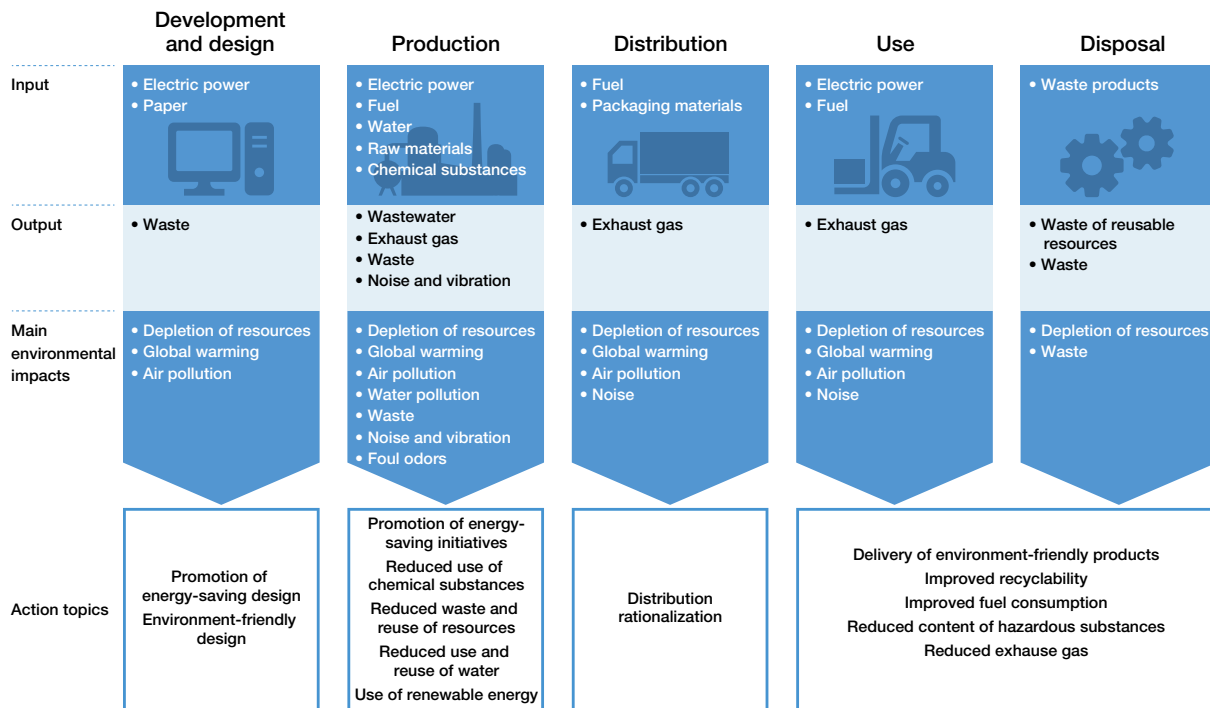 Development
and design
Production
Distribution
Use
Disposal
Input
• Electric power
• Paper
• Electric power
• Fuel
• Water
• Raw materials
• Chemical substances
• Fuel
• Packaging materials
• Electric power
• Fuel
• Waste products
Output
• Waste
• Wastewater
• Exhaust gas
• Waste
• Noise and vibration
• Exhaust gas
• Exhaust gas
• Waste of reusable
resources
• Waste
Main
environmental
impacts
• Depletion of resources
• Global warming
• Air pollution
• Depletion of resources
• Global warming
• Air pollution
• Water pollution
• Waste
• Noise and vibration
• Foul odors
• Depletion of resources
• Global warming
• Air pollution
• Noise
• Depletion of resources
• Global warming
• Air pollution
• Noise
• Depletion of resources
• Waste
Action topics
Promotion of
energy-saving design
Environment-friendly
design
Promotion of energy-
saving initiatives
Reduced use of
chemical substances
Reduced waste and
reuse of resources
Reduced use and
reuse of water
Use of renewable energy
Distribution
rationalization
Delivery of environment-friendly products
Improved recyclability
Improved fuel consumption
Reduced content of hazardous substances
Reduced exhause gas